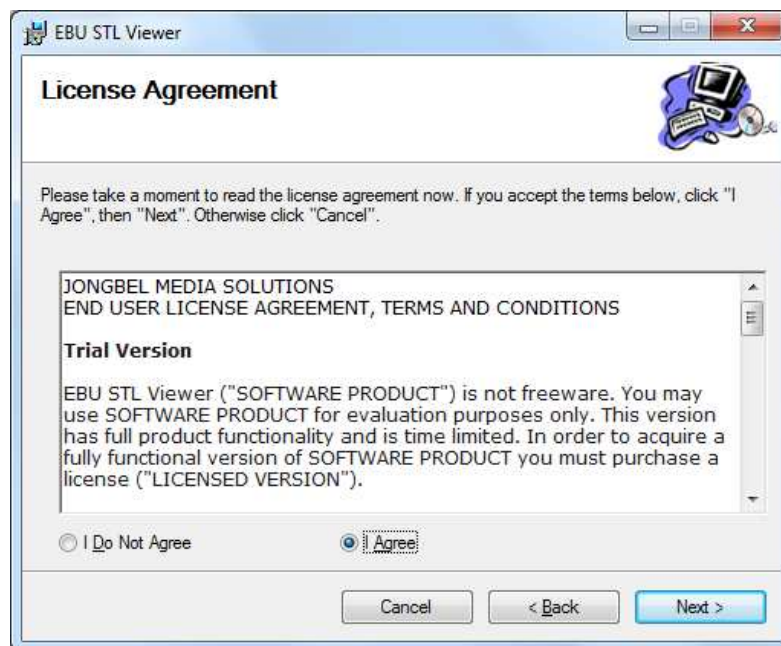 EBU STL Viewer
License Agreement
Please take a moment to read the license agreement now. If you accept the terms below, click "I
Agree", then "Next". Otherwise click "Cancel".
JONGBEL MEDIA SOLUTIONS
END USER LICENSE AGREEMENT, TERMS AND CONDITIONS
Trial Version
EBU STL Viewer ("SOFTWARE PRODUCT") is not freeware. You may
use SOFTWARE PRODUCT for evaluation purposes only. This version
has full product functionality and is time limited. In order to acquire a
fully functional version of SOFTWARE PRODUCT you must purchase a
license ("LICENSED VERSION").
I Do Not Agree
I Agree
Cancel
< Back
Next >